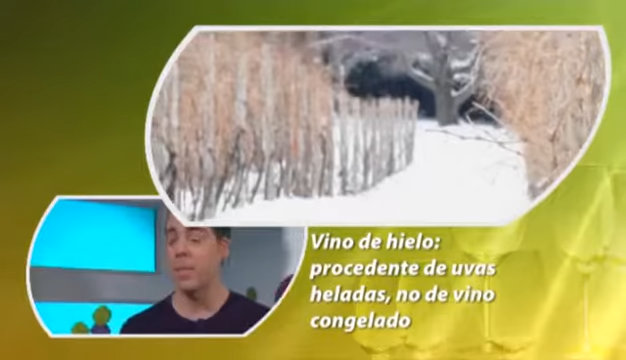 Vino de hielo:
procedente de uvas
heladas, no de vino
congelado